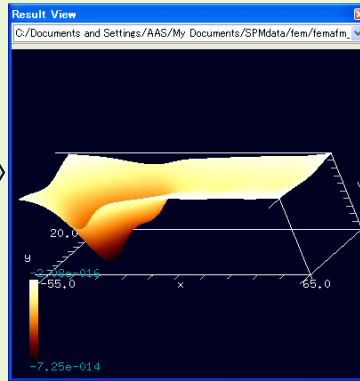 Result View
C:/Documents and Settings/AAS/My Documents/SPMdata/fem/femafm_
20.0
y
-55.0
x
65.0
-7.25e-014